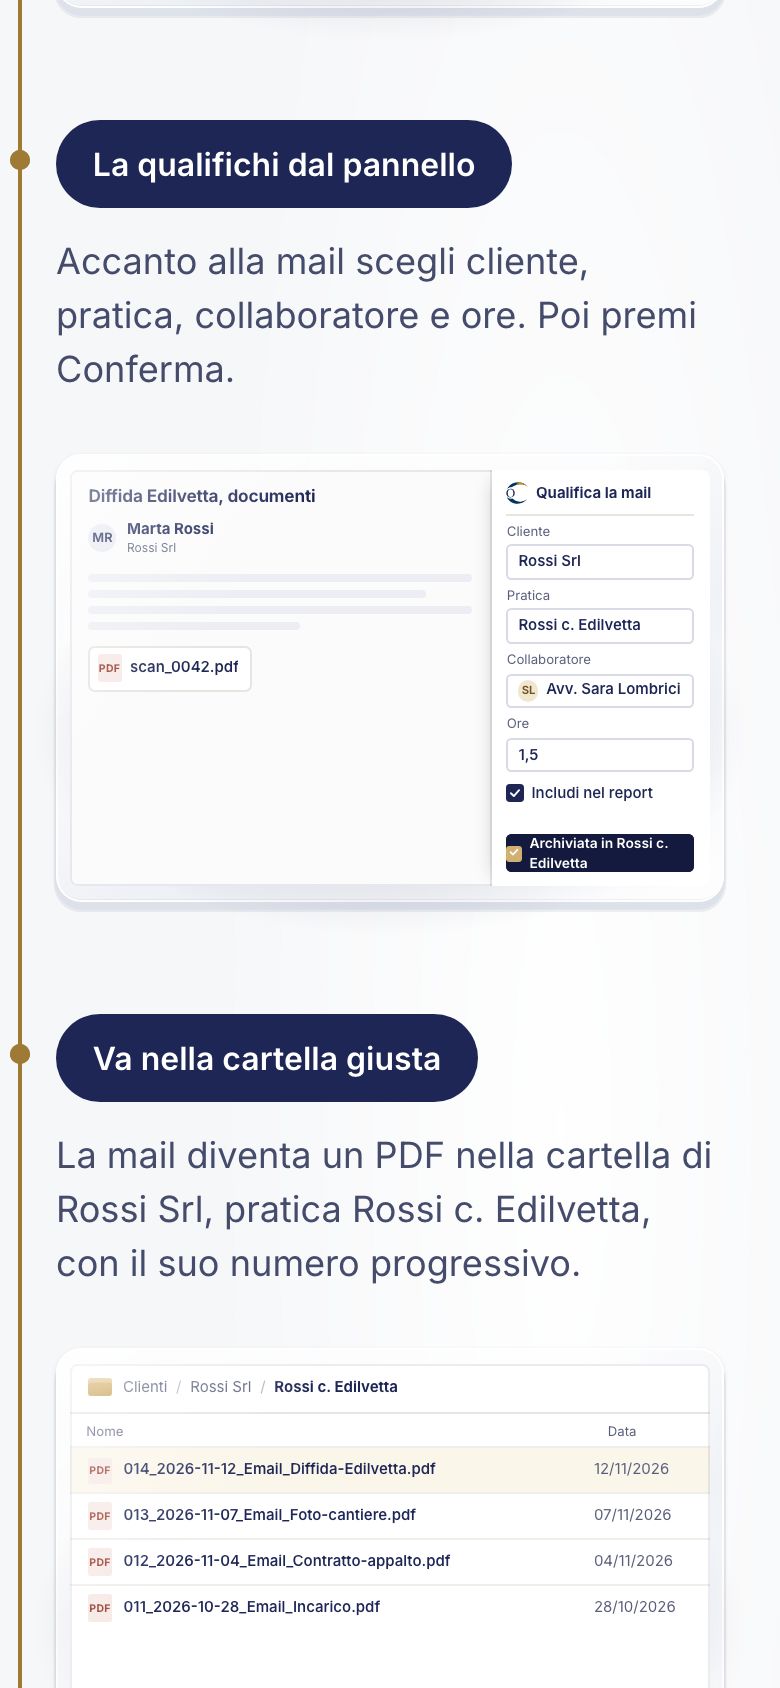 La qualifichi dal pannello
Accanto alla mail scegli cliente,
pratica, collaboratore e ore. Poi premi
Conferma.
Diffida Edilvetta, documenti
MR
Marta Rossi
Rossi Srl
PDF scan_0042.pdf
Qualifica la mail
Cliente
Rossi Srl
Pratica
Rossi c. Edilvetta
Collaboratore
SL Avv. Sara Lombrici
Ore
1,5
Includi nel report
Archiviata in Rossi c.
Edilvetta
Va nella cartella giusta
La mail diventa un PDF nella cartella di
Rossi Srl, pratica Rossi c. Edilvetta,
con il suo numero progressivo.
Clienti / Rossi Srl / Rossi c. Edilvetta
Nome Data
PDF 014_2026-11-12_Email_Diffida-Edilvetta.pdf 12/11/2026
PDF 013_2026-11-07_Email_Foto-cantiere.pdf 07/11/2026
PDF 012_2026-11-04_Email_Contratto-appalto.pdf 04/11/2026
PDF 011_2026-10-28_Email_Incarico.pdf 28/10/2026